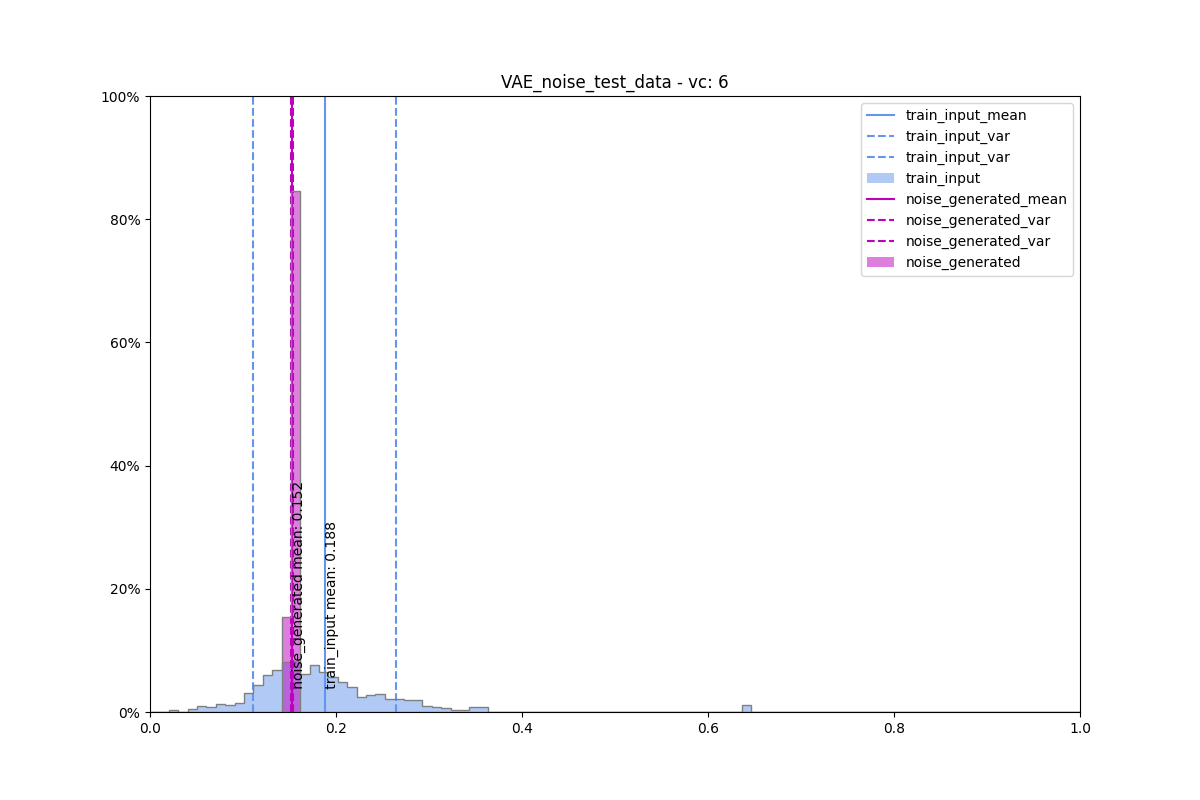 VAE_noise_test_data - vc: 6
100%
80%
60%
40%
20%
0%
0.0
0.2
0.4
0.6
0.8
1.0
train_input_mean
train_input_var
train_input_var
train_input
noise_generated_mean
noise_generated_var
noise_generated_var
noise_generated
noise_generated mean: 0.152
train_input mean: 0.188